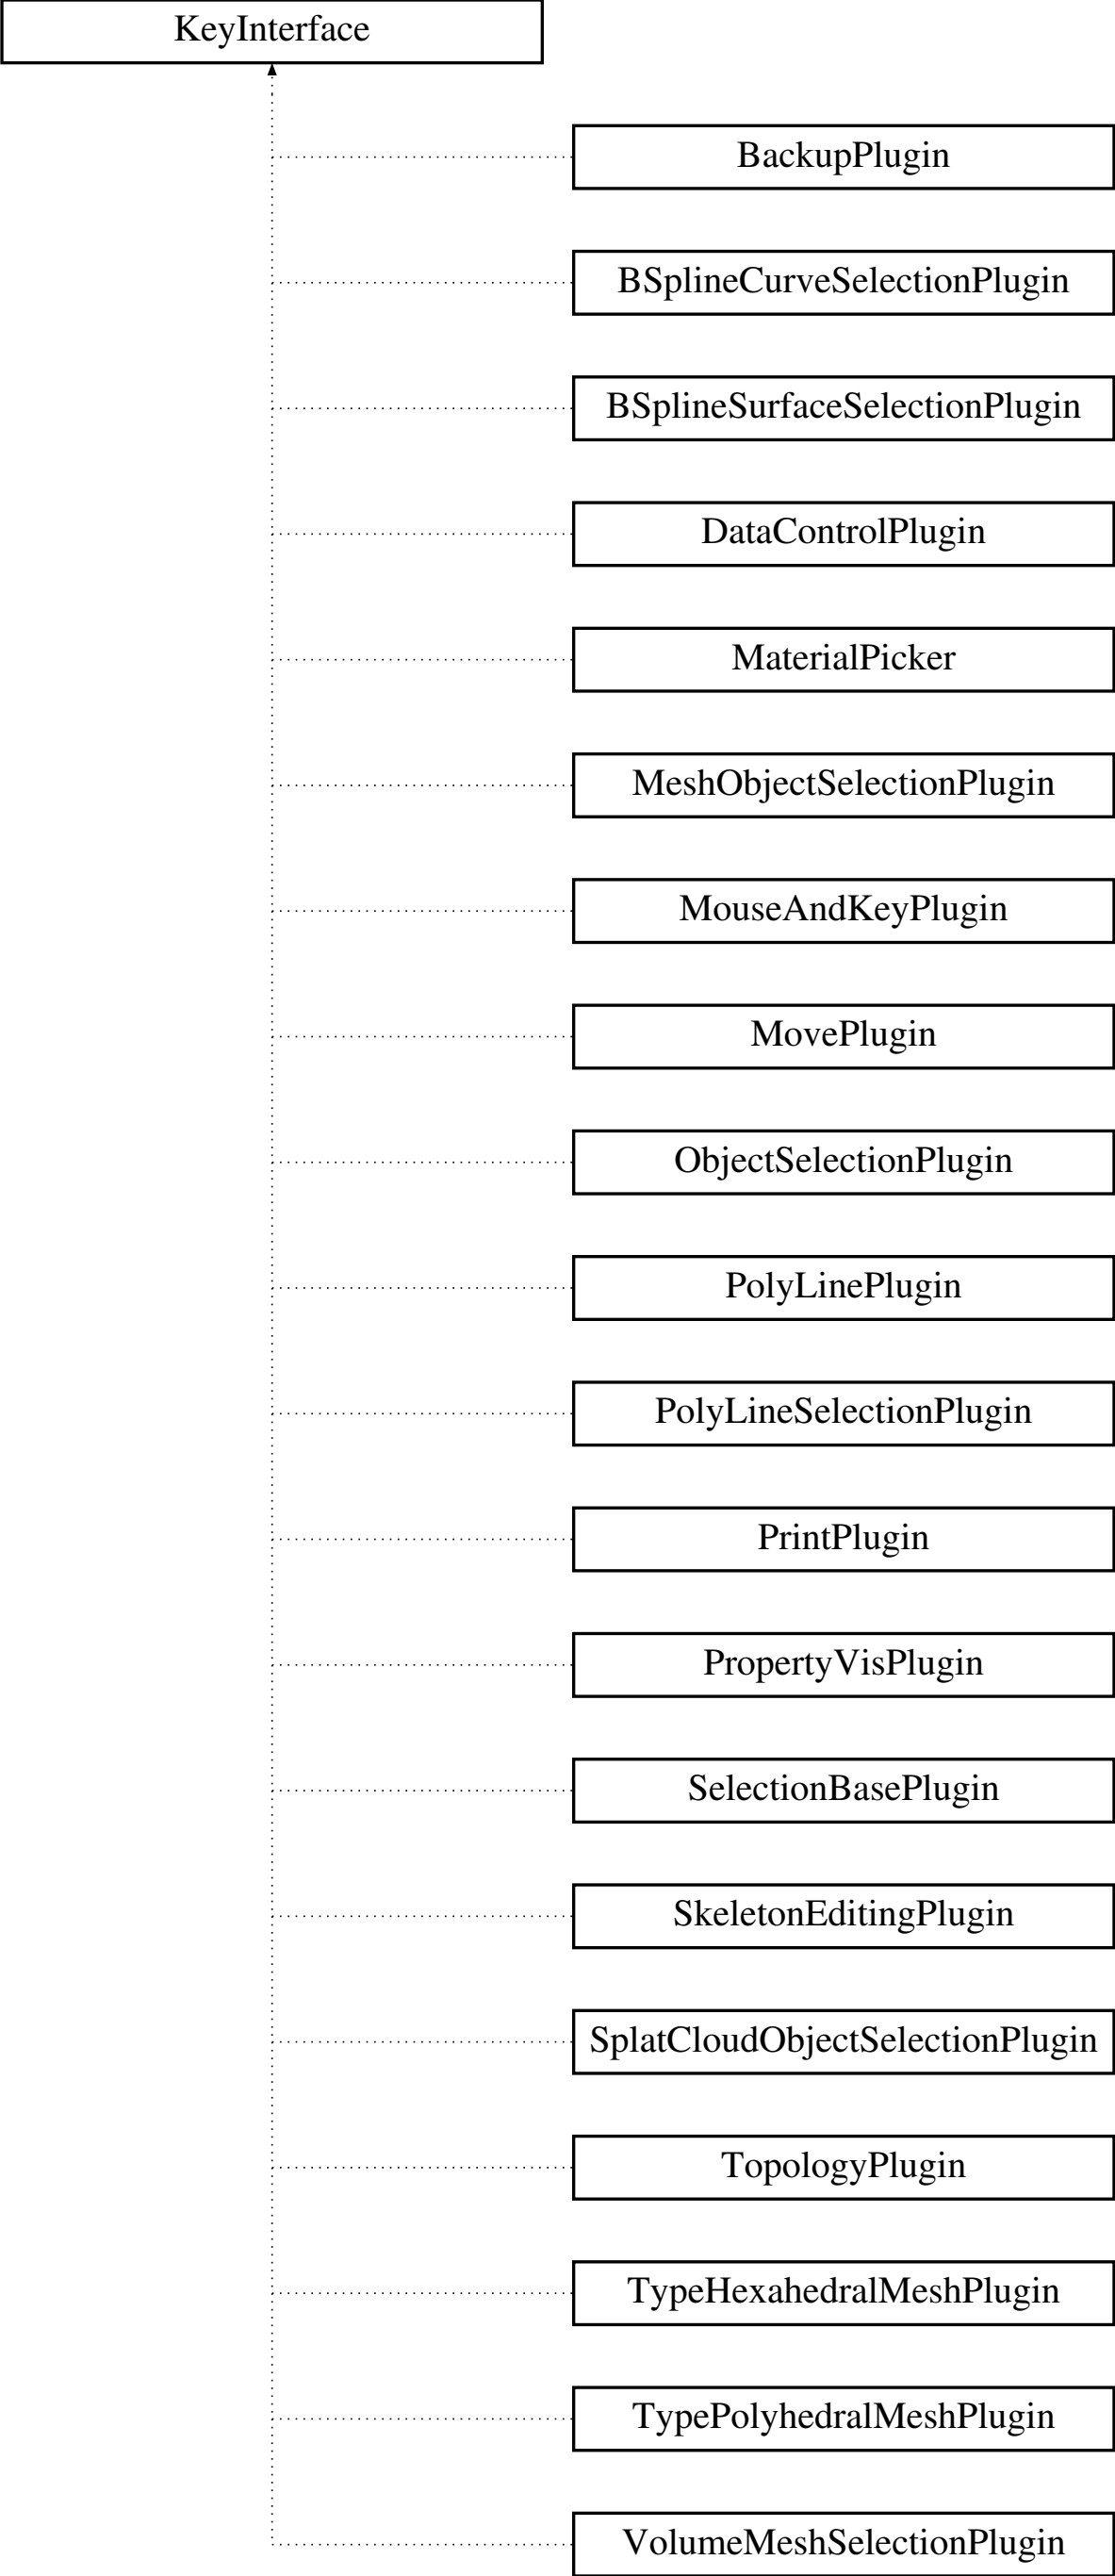 KeyInterface
BackupPlugin
BSplineCurveSelectionPlugin
BSplineSurfaceSelectionPlugin
DataControlPlugin
MaterialPicker
MeshObjectSelectionPlugin
MouseAndKeyPlugin
MovePlugin
ObjectSelectionPlugin
PolyLinePlugin
PolyLineSelectionPlugin
PrintPlugin
PropertyVisPlugin
SelectionBasePlugin
SkeletonEditingPlugin
SplatCloudObjectSelectionPlugin
TopologyPlugin
TypeHexahedralMeshPlugin
TypePolyhedralMeshPlugin
VolumeMeshSelectionPlugin